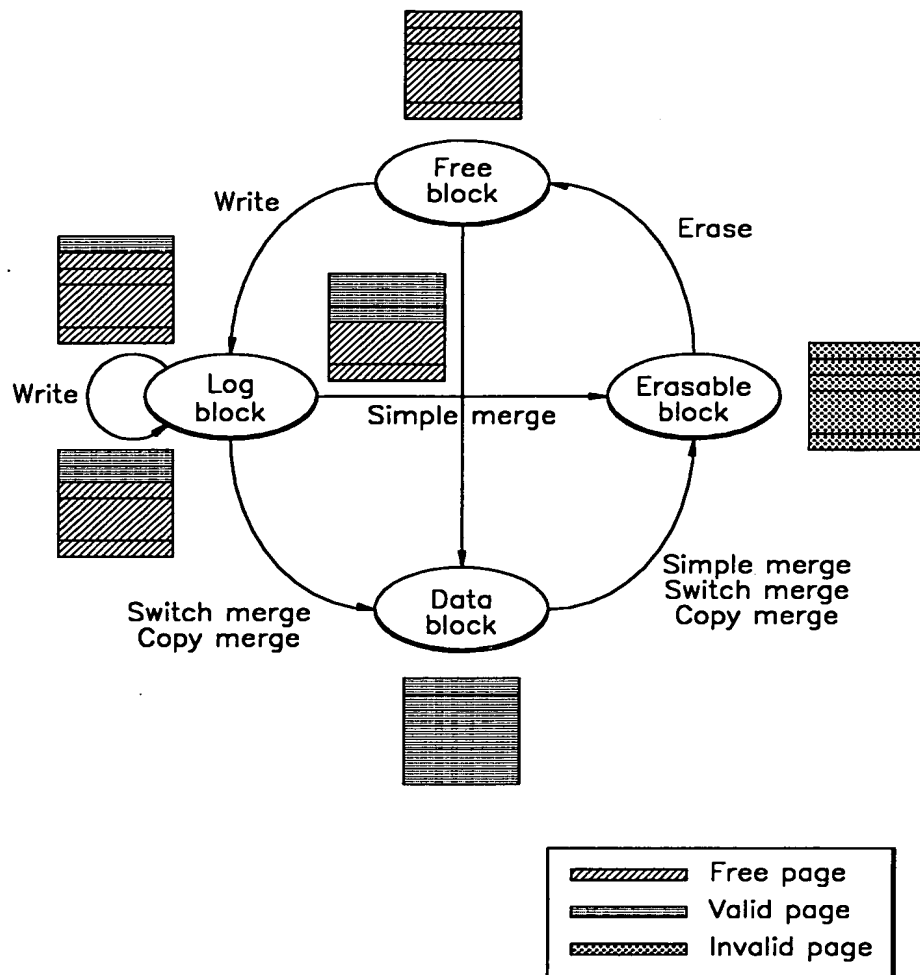 Free
block
Write
Erase
Write
Log
block
Simple merge
Erasable
block
Switch merge
Copy merge
Data
block
Simple merge
Switch merge
Copy merge
Free page
Valid page
Invalid page